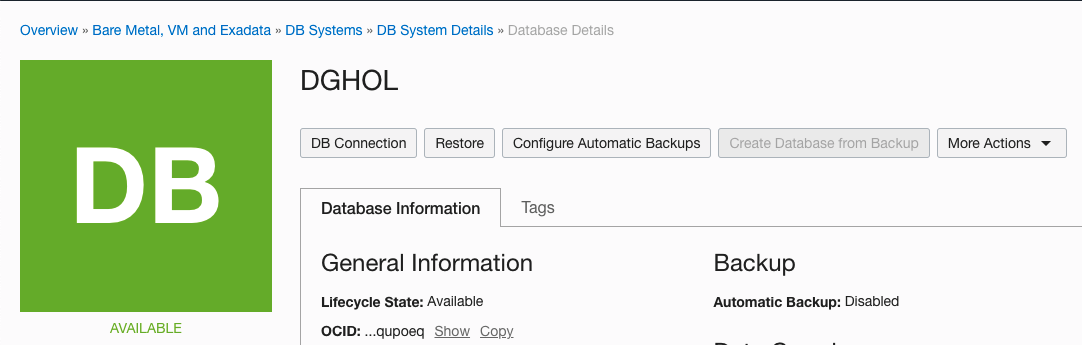 Overview » Bare Metal, VM and Exadata » DB Systems » DB System Details » Database Details
DB
AVAILABLE
DGHOL
DB Connection Restore Configure Automatic Backups Create Database from Backup More Actions
Database Information Tags
General Information
Lifecycle State: Available
OCID: ...qupoeq Show Copy
Backup
Automatic Backup: Disabled